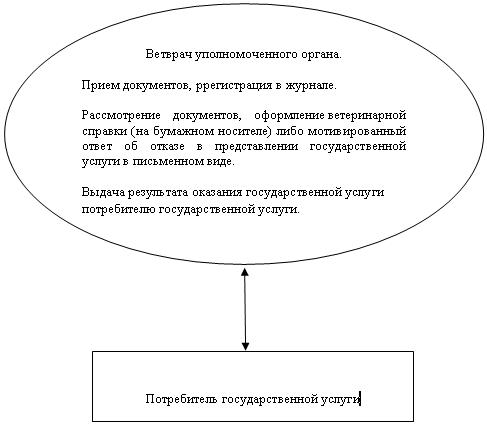 Ветврач уполномоченного органа.
Прием документов, ррегистрация в журнале.
Рассмотрение документов, оформление ветеринарной
справки (на бумажном носителе) либо мотивированный
ответ об отказе в представлении государственной
услуги в письменном виде.
Выдача результата оказания государственной услуги
потребителю государственной услуги.
Потребитель государственной услуги